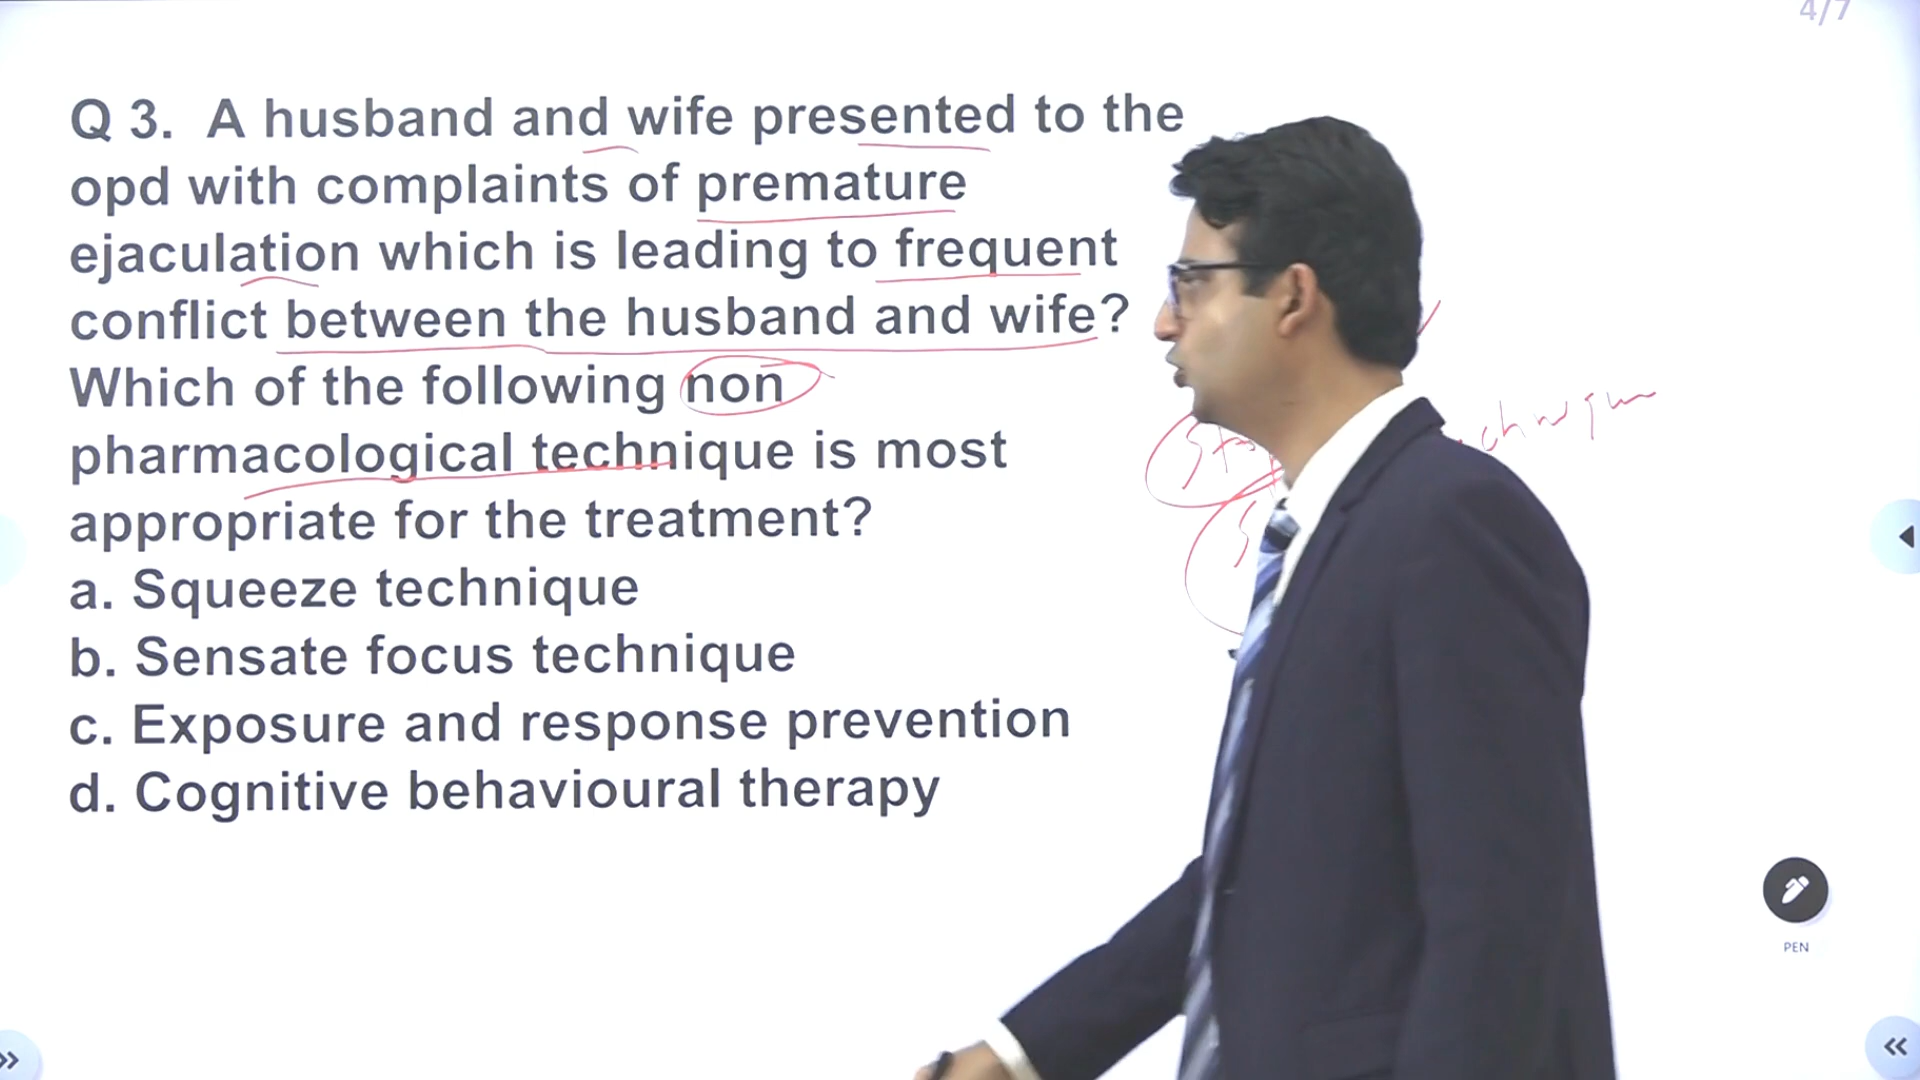 4/7
Q 3. A husband and wife presented to the
opd with complaints of premature
ejaculation which is leading to frequent
conflict between the husband and wife?
Which of the following non
pharmacological technique is most
appropriate for the treatment?
a. Squeeze technique
b. Sensate focus technique
c. Exposure and response prevention
d. Cognitive behavioural therapy
PEN